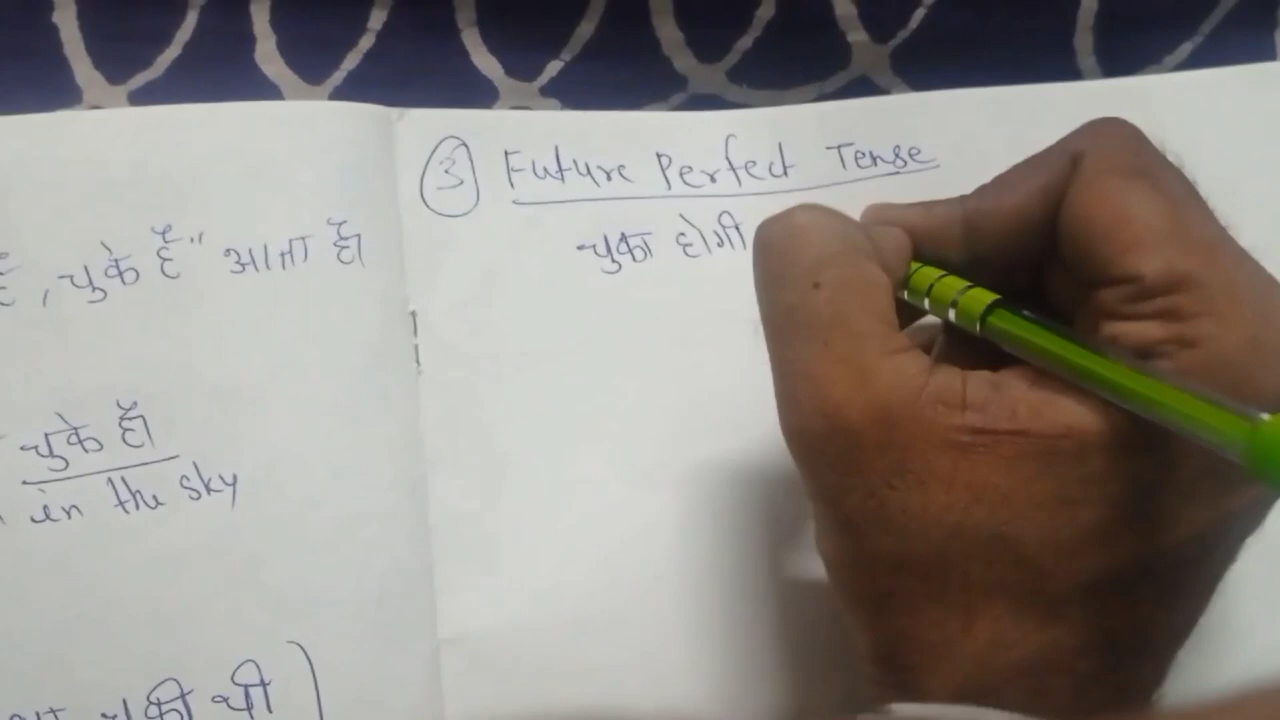 , चुके हैं" आता है।
चुके हैं।
in the sky
चुकी थी )
③ Future Perfect Tense
चुका होगी